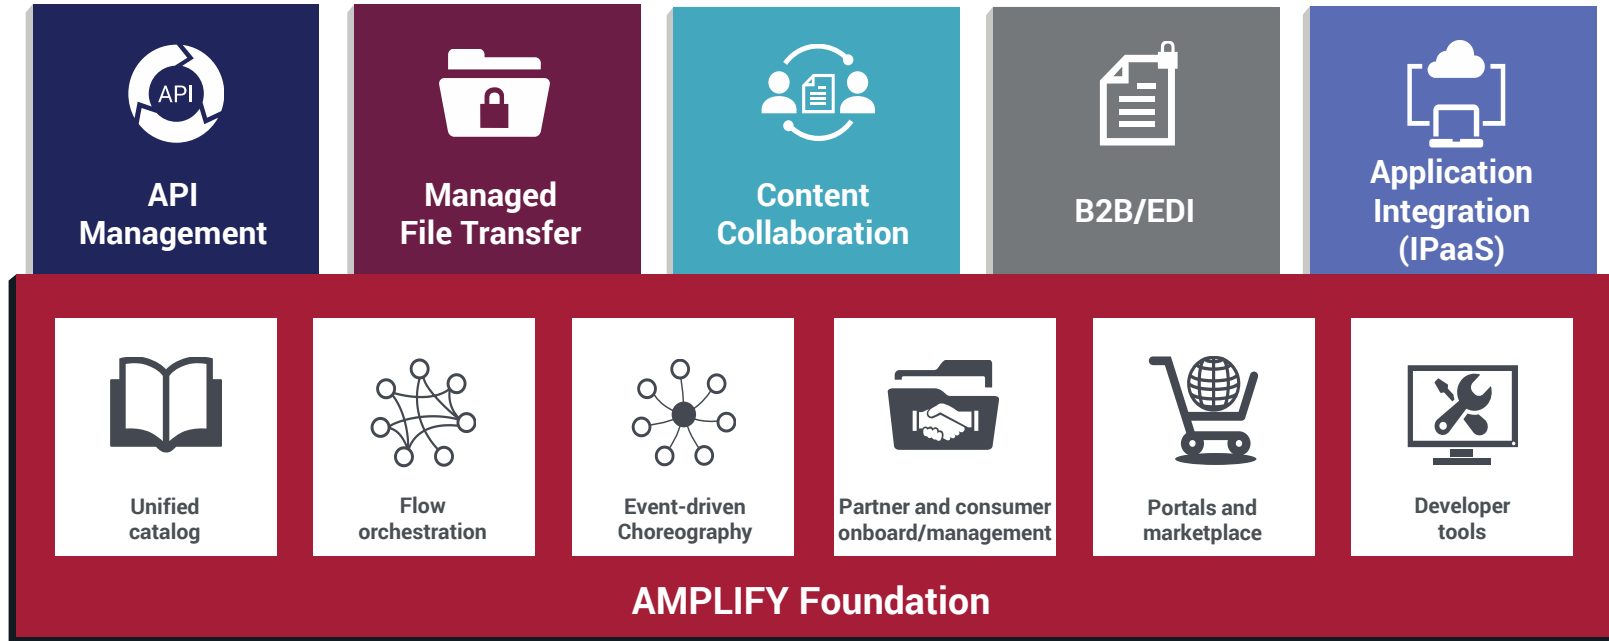 API
API
Management
Managed
File Transfer
Content
Collaboration
B2B/EDI
Application
Integration
(IPaaS)
Unified
catalog
Flow
orchestration
Event-driven
Choreography
Partner and consumer
onboard/management
Portals and
marketplace
Developer
tools
AMPLIFY Foundation